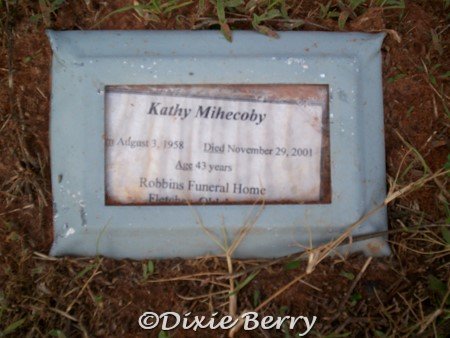 Kathy Mihecoby
Adgust 3, 1958 Died November 29, 2001
Age 43 years
Robbins Funeral Home
©Dixie Berry